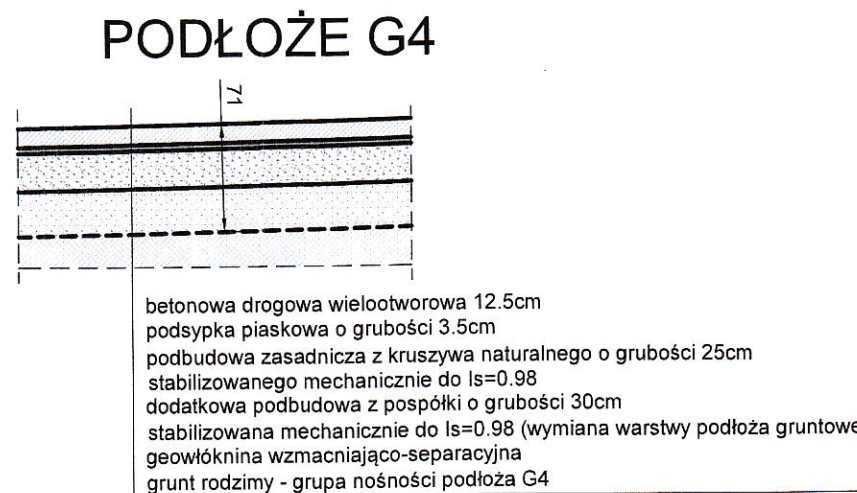 PODŁOŻE G4
71
betonowa drogowa wielootworowa 12.5cm
podsypka piaskowa o grubości 3.5cm
podbudowa zasadnicza z kruszywa naturalnego o grubości 25cm
stabilizowanego mechanicznie do Is=0.98
dodatkowa podbudowa z pospółki o grubości 30cm
stabilizowana mechanicznie do Is=0.98 (wymiana warstwy podłoża gruntowe
geowłóknina wzmacniająco-separacyjna
grunt rodzimy - grupa nośności podłoża G4